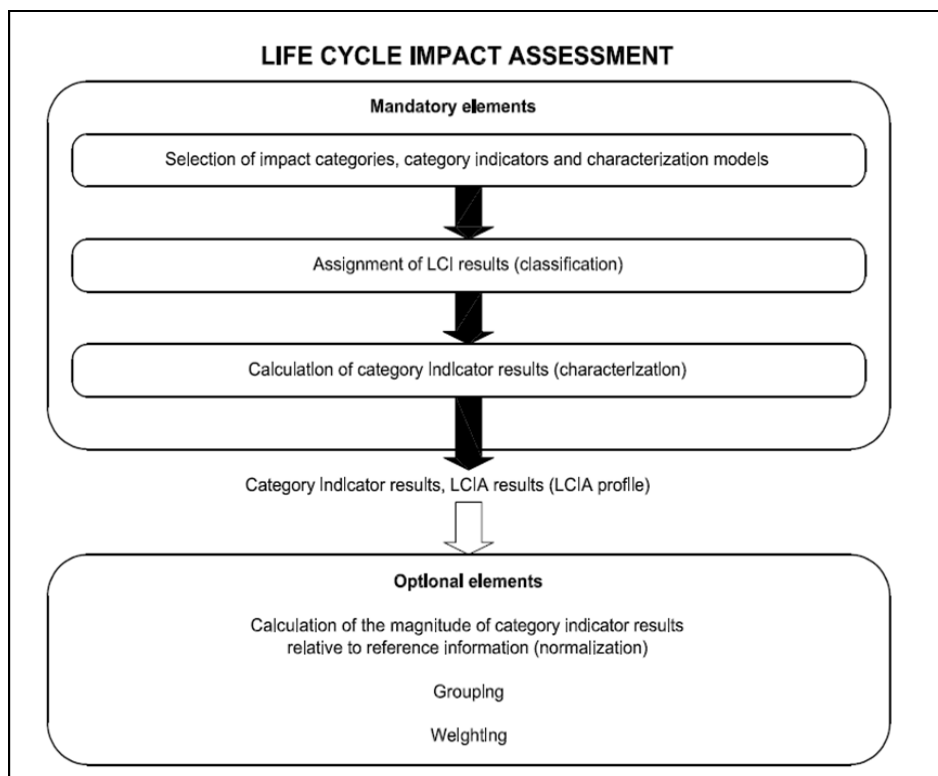 LIFE CYCLE IMPACT ASSESSMENT
Mandatory elements
Selection of impact categories, category indicators and characterization models
Assignment of LCI results (classification)
Calculation of category indicator results (characterization)
Category indicator results, LCIA results (LCIA profile)
Optional elements
Calculation of the magnitude of category indicator results
relative to reference information (normalization)
Grouping
Weighting